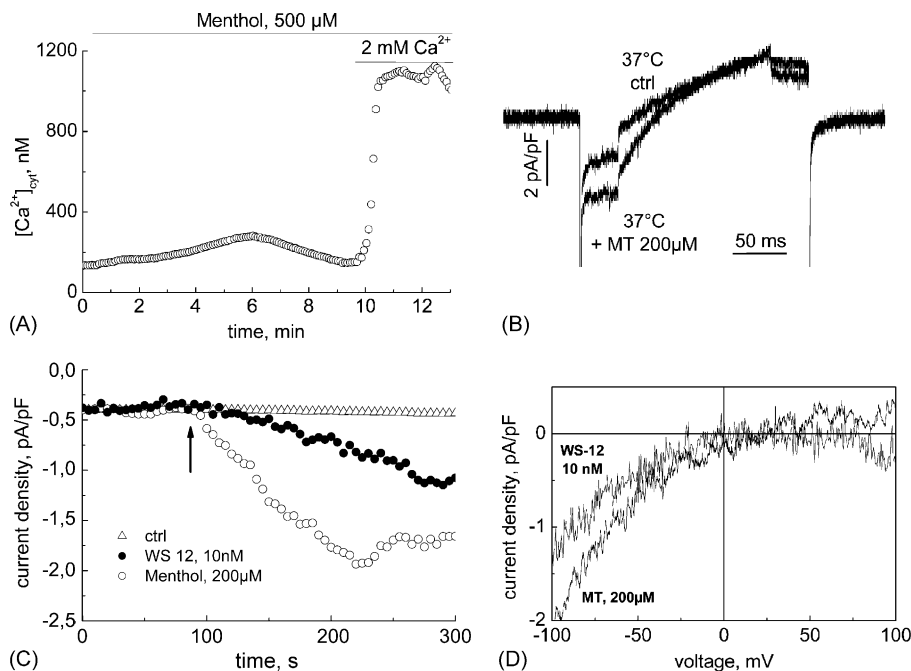 Menthol, 500 µM
2 mM Ca2+
1200
800
400
0
[Ca2+]cyt, nM
0 2 4 6 8 10 12
time, min
(A)
37°C
ctrl
2 pA/pF
37°C
+ MT 200µM
50 ms
(B)
0,0
-0,5
-1,0
-1,5
-2,0
-2,5
current density, pA/pF
ctrl
WS 12, 10nM
Menthol, 200µM
0 100 200 300
time, s
(C)
0
-1
-2
current density, pA/pF
WS-12
10 nM
MT, 200µM
-100 -50 0 50 100
voltage, mV
(D)